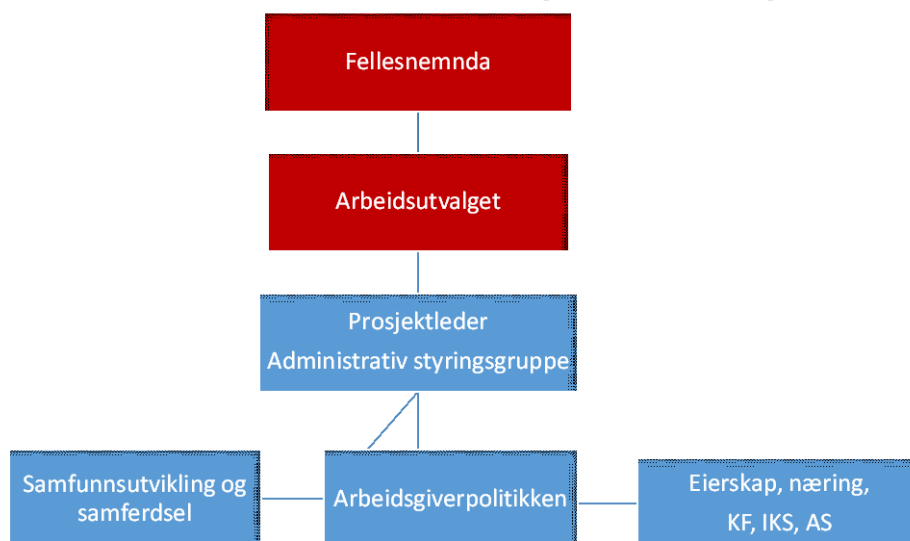 Fellesnemnda
Arbeidsutvalget
Prosjektleder
Administrativ styringsgruppe
Samfunnsutvikling og
samferdsel
Arbeidsgiverpolitikken
Eierskap, næring,
KF, IKS, AS